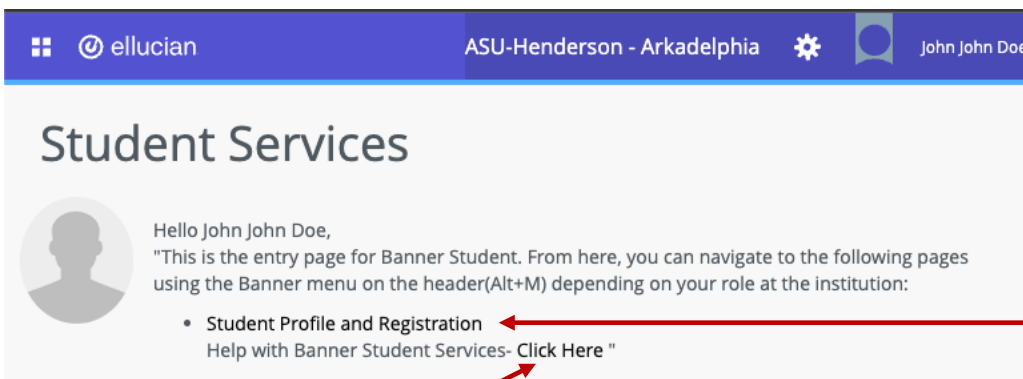 ellucian ASU-Henderson - Arkadelphia John John Doe
Student Services
Hello John John Doe,
"This is the entry page for Banner Student. From here, you can navigate to the following pages
using the Banner menu on the header(Alt+M) depending on your role at the institution:
• Student Profile and Registration
Help with Banner Student Services- Click Here "